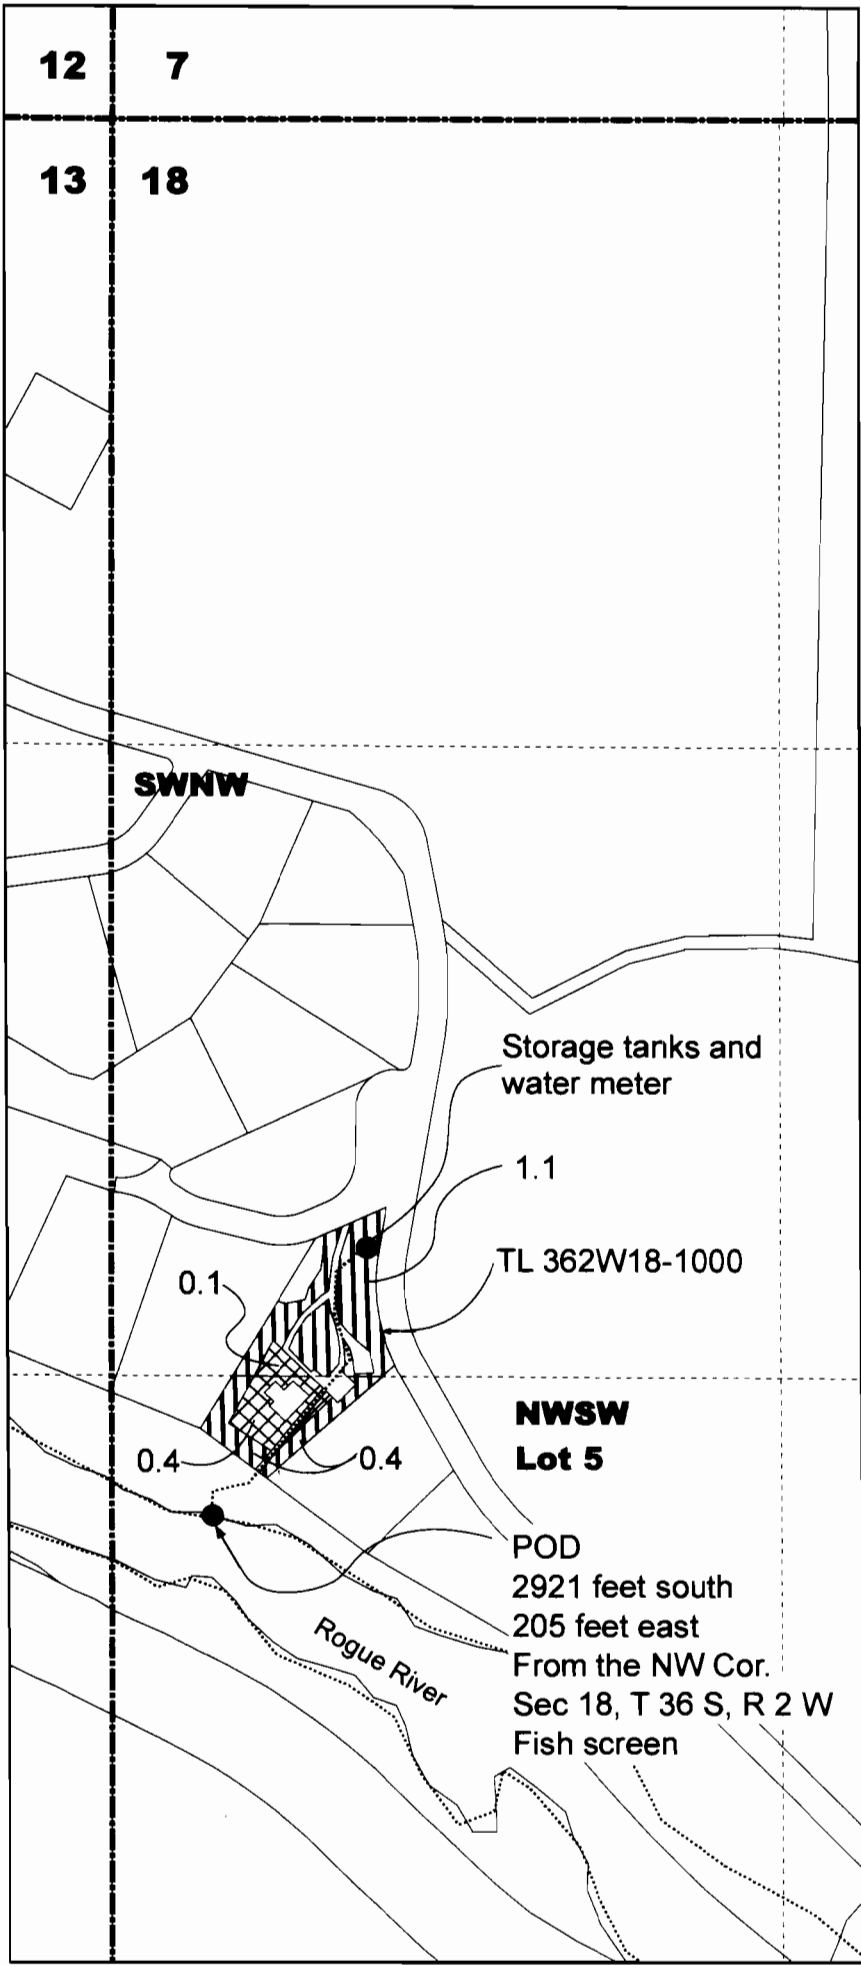 12 7
13 18
SWNW
Storage tanks and
water meter
1.1
TL 362W18-1000
0.1
NWSW
Lot 5
0.4
0.4
POD
2921 feet south
205 feet east
From the NW Cor.
Sec 18, T 36 S, R 2 W
Fish screen
Rogue River